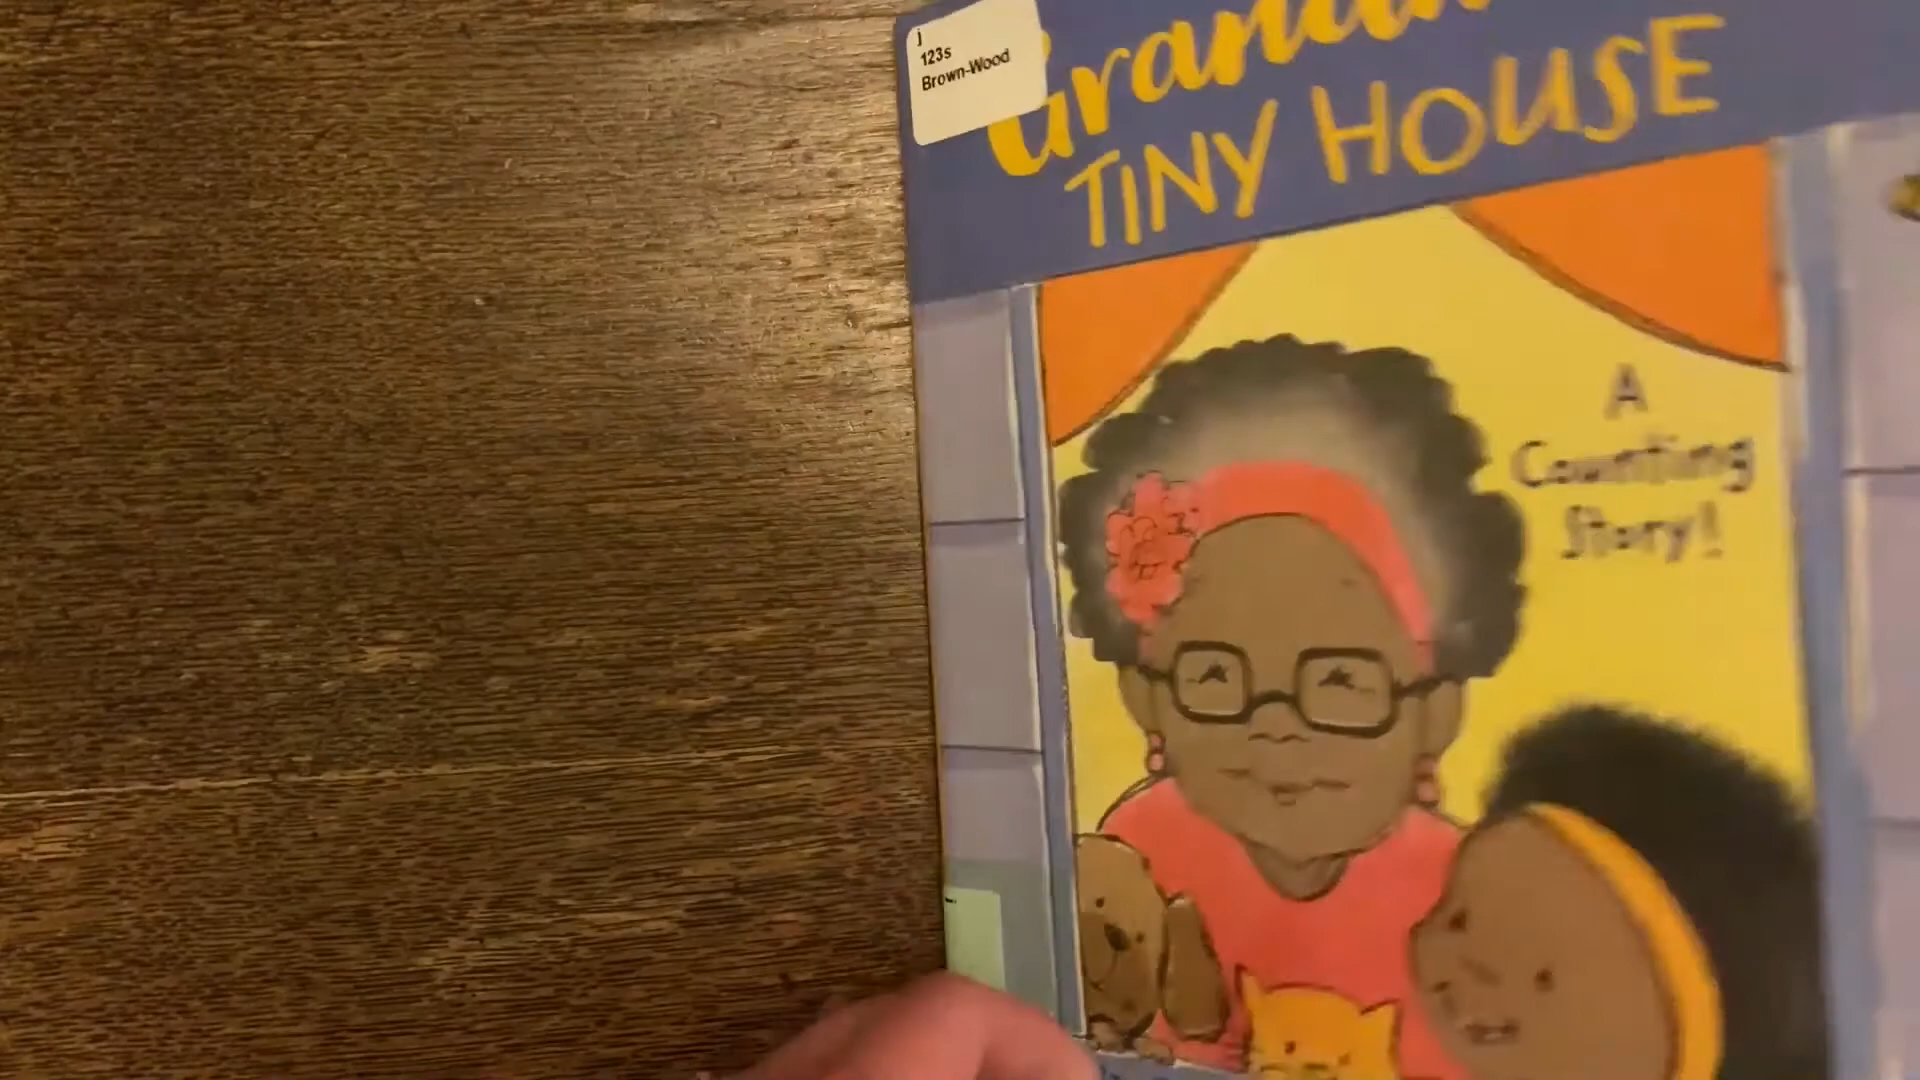 j
123s
Brown-Wood
TINY HOUSE
A
Counting
Story!